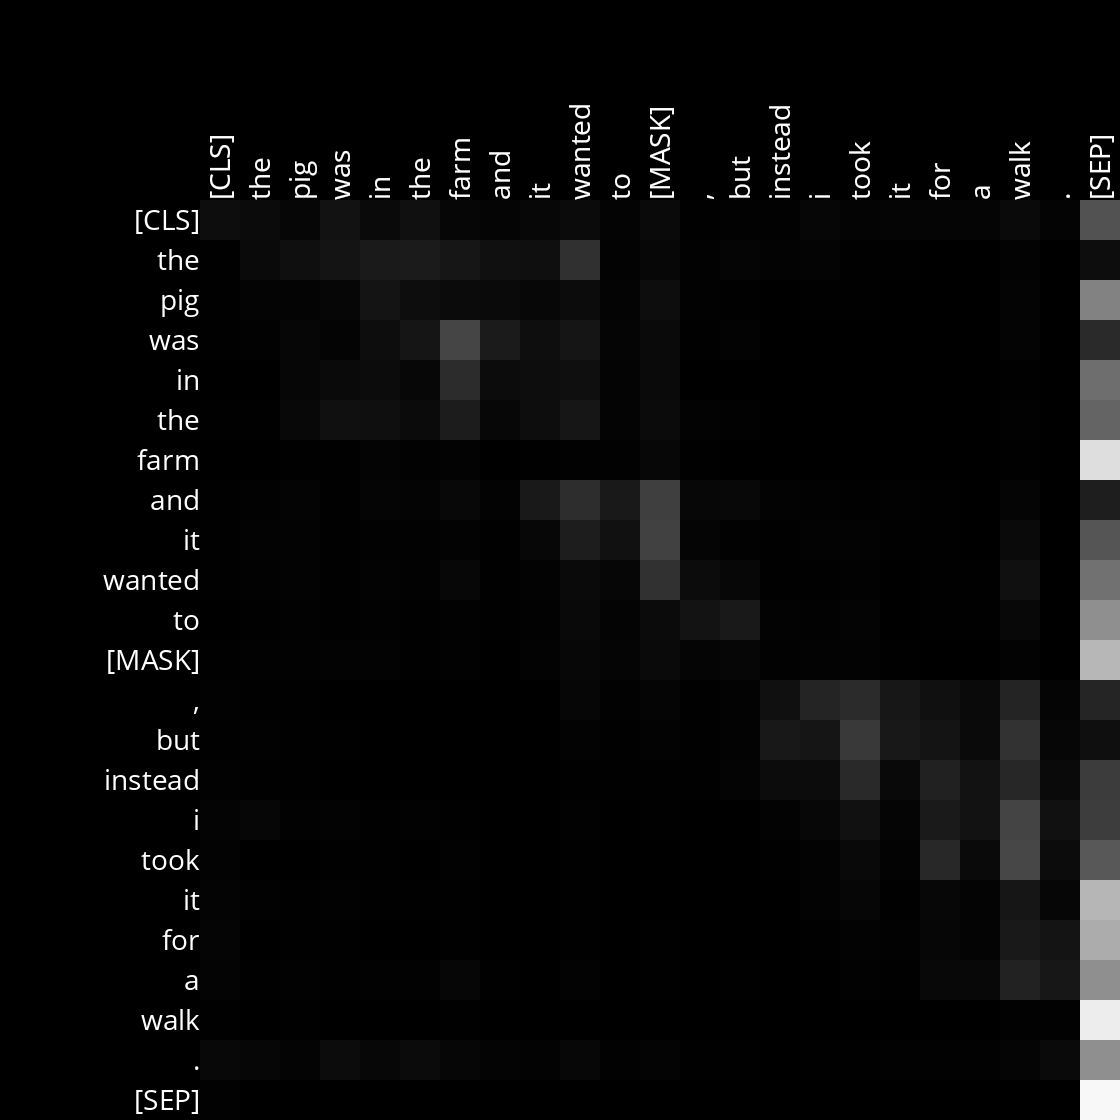 [CLS] the pig was in the farm and it wanted to [MASK] , but instead i took it for a walk . [SEP]
[CLS]
the
pig
was
in
the
farm
and
it
wanted
to
[MASK]
,
but
instead
i
took
it
for
a
walk
.
[SEP]